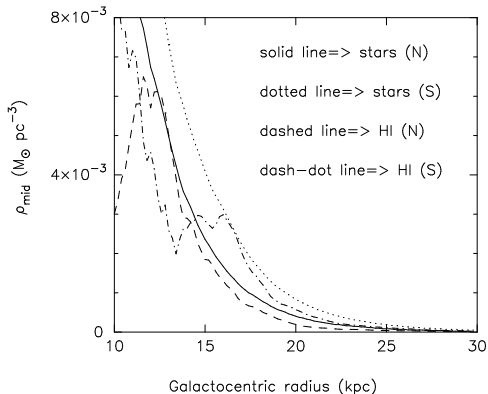 8×10⁻³
solid line=> stars (N)
dotted line=> stars (S)
dashed line=> HI (N)
dash−dot line=> HI (S)
4×10⁻³
ρmid (M⊙ pc⁻³)
0
10 15 20 25 30
Galactocentric radius (kpc)